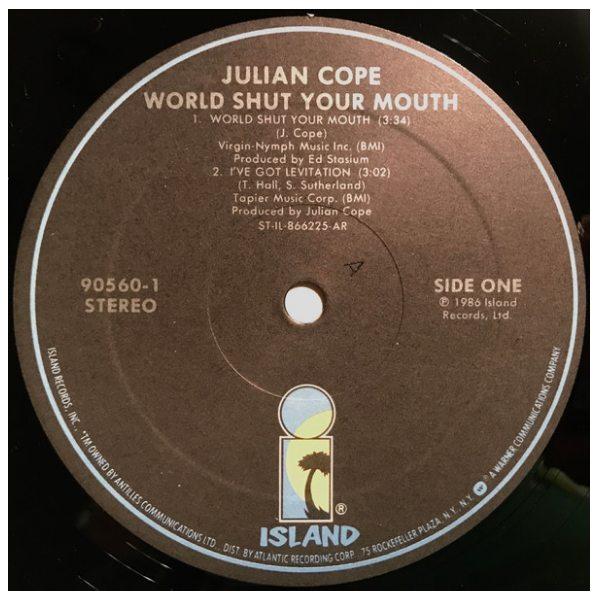 JULIAN COPE
WORLD SHUT YOUR MOUTH
1. WORLD SHUT YOUR MOUTH (3:34)
(J. Cope)
Virgin-Nymph Music Inc. (BMI)
Produced by Ed Stasium
2. I'VE GOT LEVITATION (3:02)
(T. Hall, S. Sutherland)
Tapier Music Corp. (BMI)
Produced by Julian Cope
ST-IL-866225-AR
90560-1
STEREO
SIDE ONE
℗ 1986 Island
Records, Ltd.
i ®
ISLAND
ISLAND RECORDS, INC., *TM OWNED BY ANTILLES COMMUNICATIONS LTD., DIST. BY ATLANTIC RECORDING CORP., 75 ROCKEFELLER PLAZA, N.Y., N.Y. A WARNER COMMUNICATIONS COMPANY